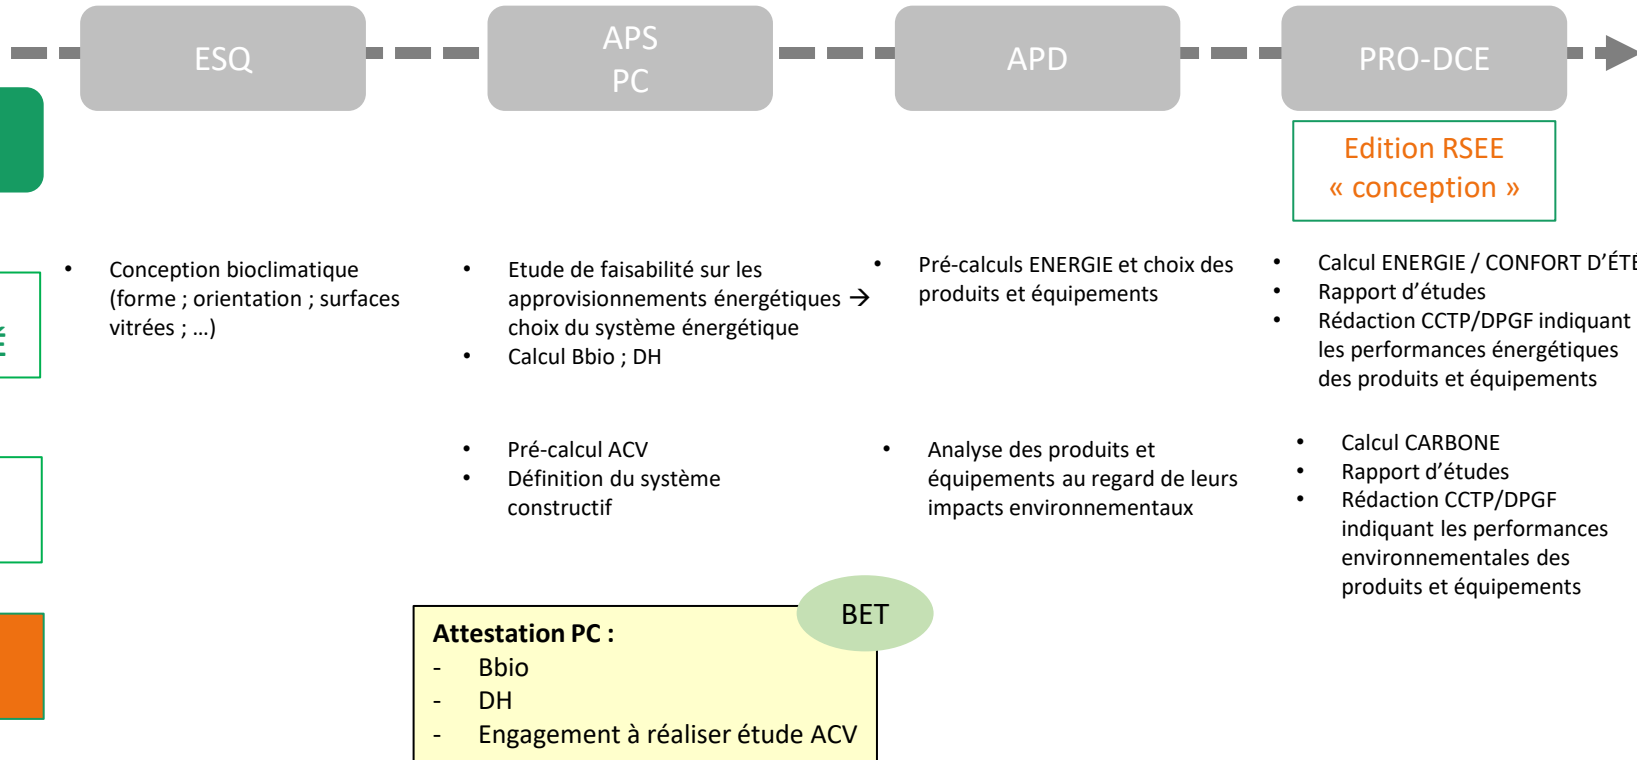 ESQ
APS
PC
APD
PRO-DCE
Edition RSEE
« conception »
É
• Conception bioclimatique
(forme ; orientation ; surfaces
vitrées ; …)
• Etude de faisabilité sur les
approvisionnements énergétiques →
choix du système énergétique
• Calcul Bbio ; DH
• Pré-calculs ENERGIE et choix des
produits et équipements
• Calcul ENERGIE / CONFORT D’ÉTÉ
• Rapport d’études
• Rédaction CCTP/DPGF indiquant
les performances énergétiques
des produits et équipements
• Pré-calcul ACV
• Définition du système
constructif
• Analyse des produits et
équipements au regard de leurs
impacts environnementaux
• Calcul CARBONE
• Rapport d’études
• Rédaction CCTP/DPGF
indiquant les performances
environnementales des
produits et équipements
BET
Attestation PC :
- Bbio
- DH
- Engagement à réaliser étude ACV